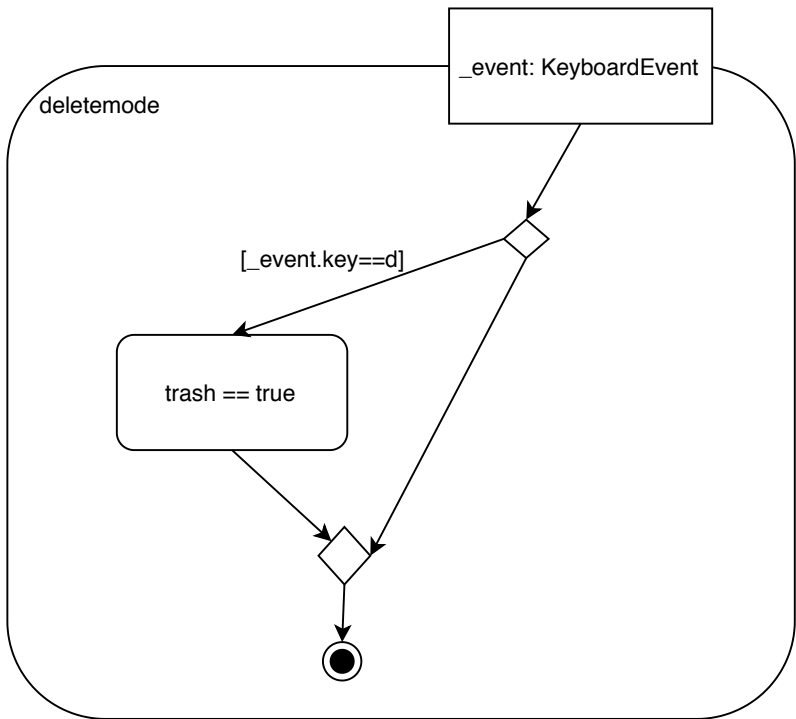 _event: KeyboardEvent
deletemode
[_event.key==d]
trash == true